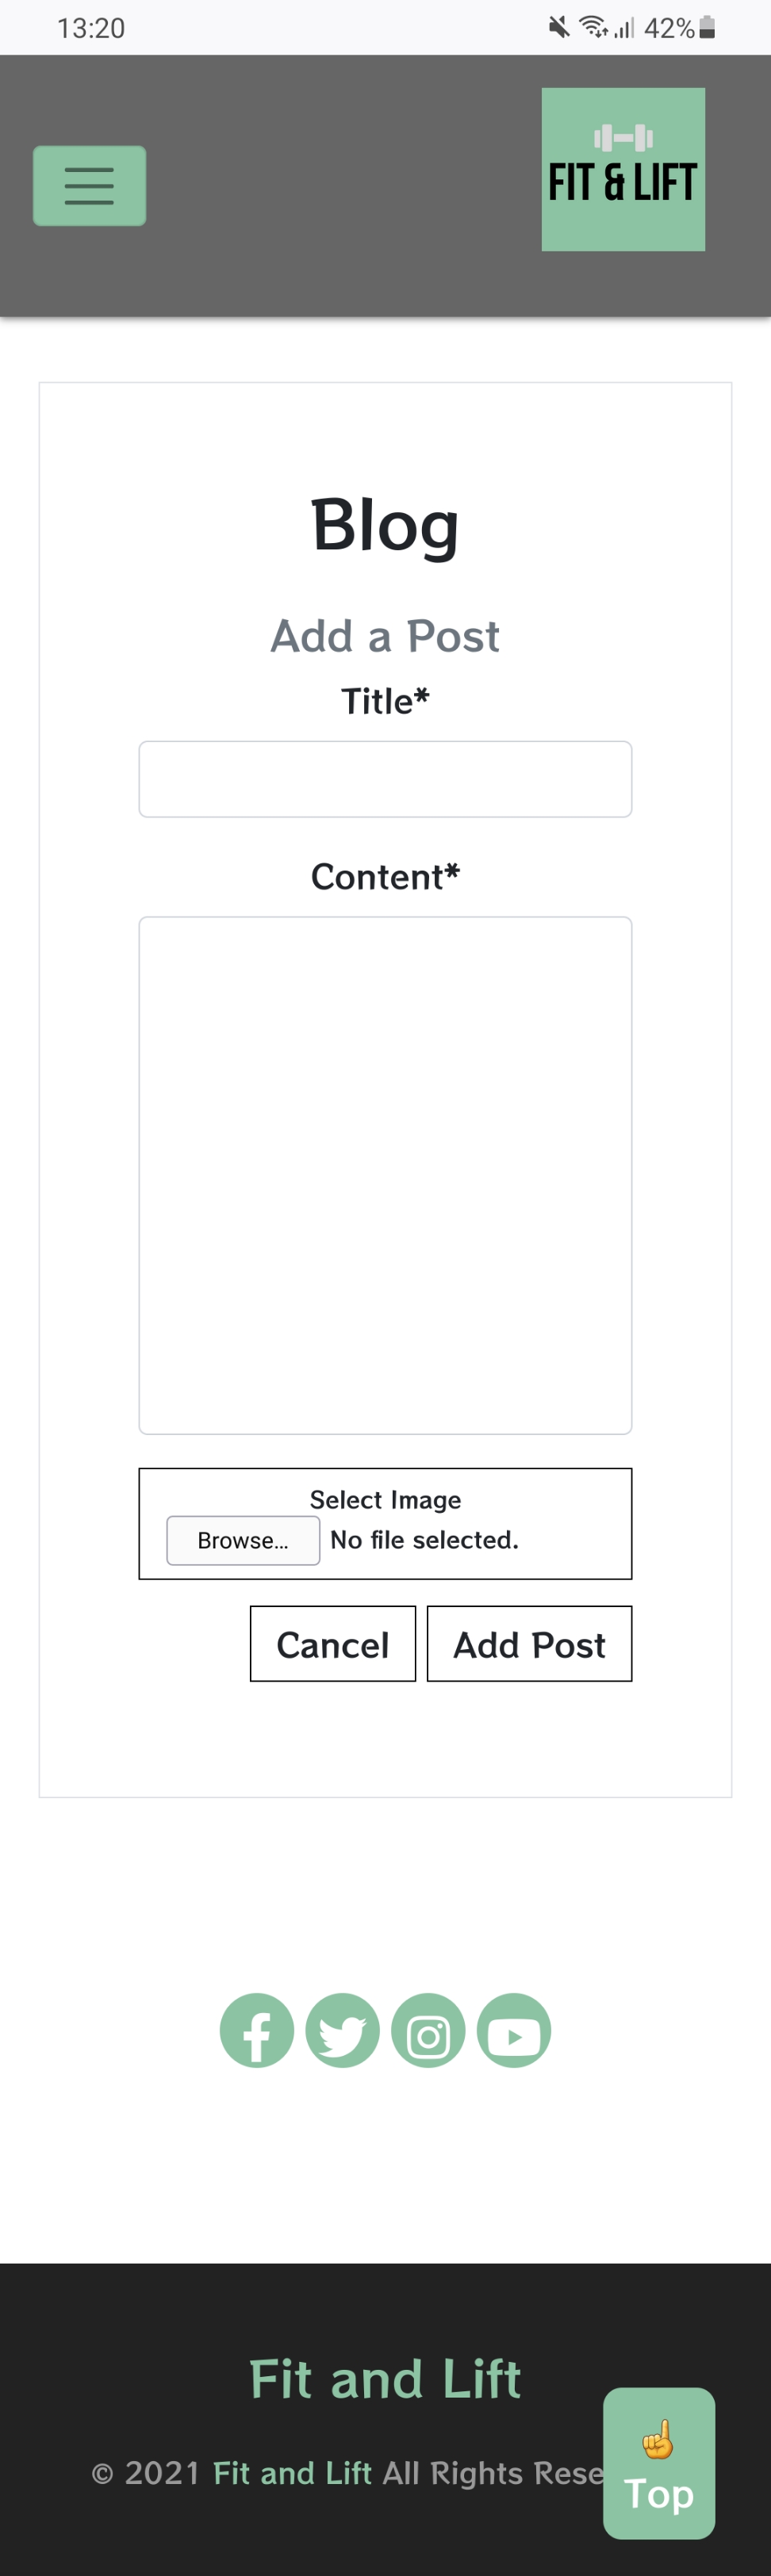 13:20 42%
FIT & LIFT
Blog
Add a Post
Title*
Content*
Select Image
Browse... No file selected.
Cancel Add Post
Fit and Lift
© 2021 Fit and Lift All Rights Rese
Top